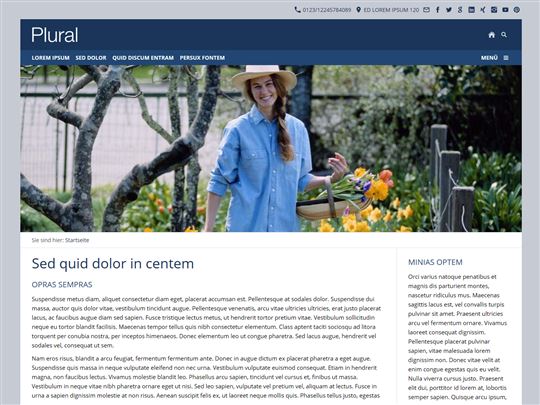 0123/12245784089 ED LOREM IPSUM 120
Plural
LOREM IPSUM SED DOLOR QUID DISCUM ENTRAM PERSUX FONTEM MENÜ
Sie sind hier: Startseite
Sed quid dolor in centem
OPRAS SEMPRAS
Suspendisse metus diam, aliquet consectetur diam eget, placerat accumsan est. Pellentesque at sodales dolor. Suspendisse dui
massa, auctor quis dolor vitae, vestibulum tincidunt augue. Pellentesque venenatis, arcu vitae ultricies ultricies, erat justo placerat
lacus, ac faucibus augue diam sed sapien. Fusce tristique lectus metus, ut hendrerit tortor pretium vitae. Vestibulum sollicitudin
neque eu tortor blandit mollis. Maecenas tempor tellus quis nibh consectetur elementum. Class aptent taciti sociosqu ad litora
torquent per conubia nostra, per inceptos himenaeos. Donec elementum leo ut congue pharetra. Sed lacus augue, hendrerit vel
sodales vel, consequat ut sem.
Nam eros risus, blandit a arcu feugiat, fermentum fermentum ante. Donec in augue dictum ex placerat pharetra a eget augue.
Suspendisse quis massa in neque vulputate eleifend non nec urna. Vestibulum vulputate euismod consequat. Etiam in hendrerit
magna, non faucibus lectus. Vivamus molestie blandit leo. Phasellus arcu sapien, tincidunt vel cursus et, finibus ut massa.
Vestibulum in neque vitae nibh pharetra ornare eget ut nisi. Sed leo sapien, vulputate vel pretium vel, aliquam at lectus. Fusce in
urna a sapien dignissim molestie at non risus. Aenean suscipit felis ex, ut laoreet neque mollis quis. Phasellus tellus justo, egestas
MINIAS OPTEM
Orci varius natoque penatibus et
magnis dis parturient montes,
nascetur ridiculus mus. Maecenas
sagittis lacus est, vel convallis turpis
pulvinar sit amet. Praesent ultricies
arcu vel fermentum ornare. Vivamus
laoreet consequat dignissim.
Pellentesque placerat pulvinar
sapien, vitae malesuada lorem
dignissim non. Donec vitae velit at
enim congue egestas quis eu velit.
Nulla viverra cursus justo. Praesent
elit dui, porttitor id lorem at, lobortis
semper sapien. Quisque arcu ipsum,